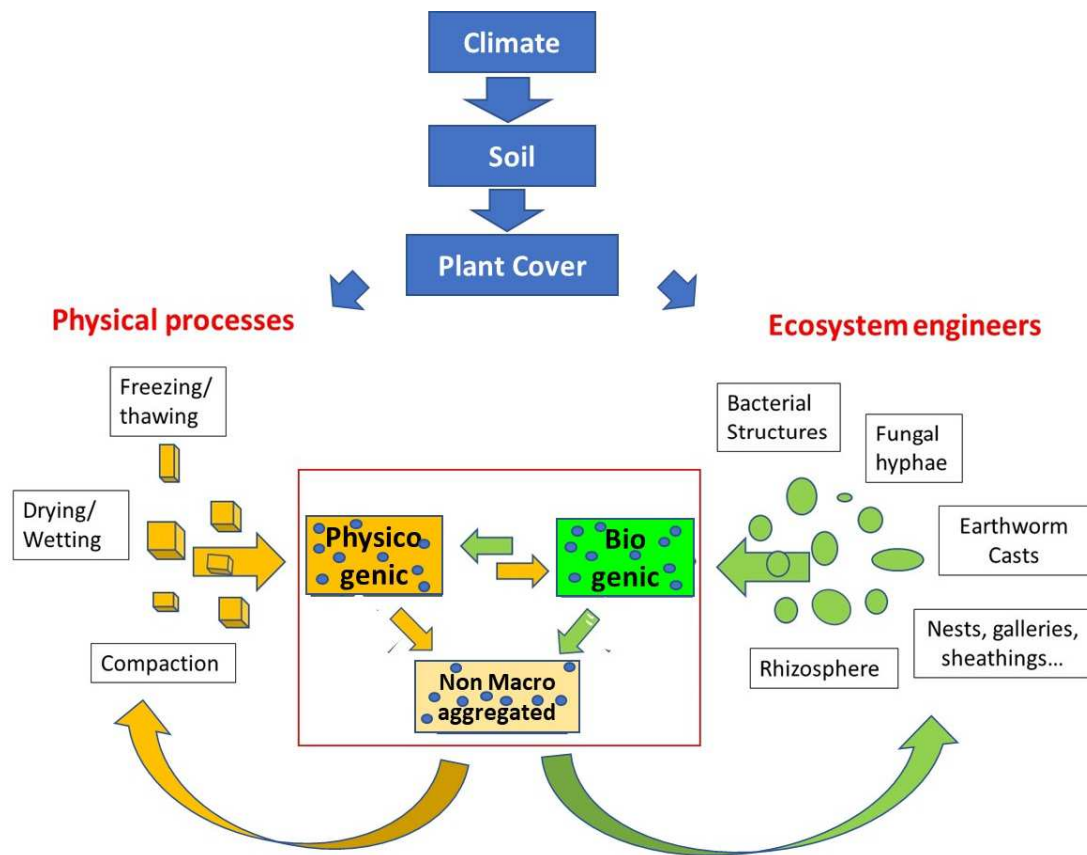 Climate
Soil
Plant Cover
Physical processes
Ecosystem engineers
Freezing/
thawing
Drying/
Wetting
Compaction
Physico
genic
Bio
genic
Non Macro
aggregated
Bacterial
Structures
Fungal
hyphae
Earthworm
Casts
Rhizosphere
Nests, galleries,
sheathings...